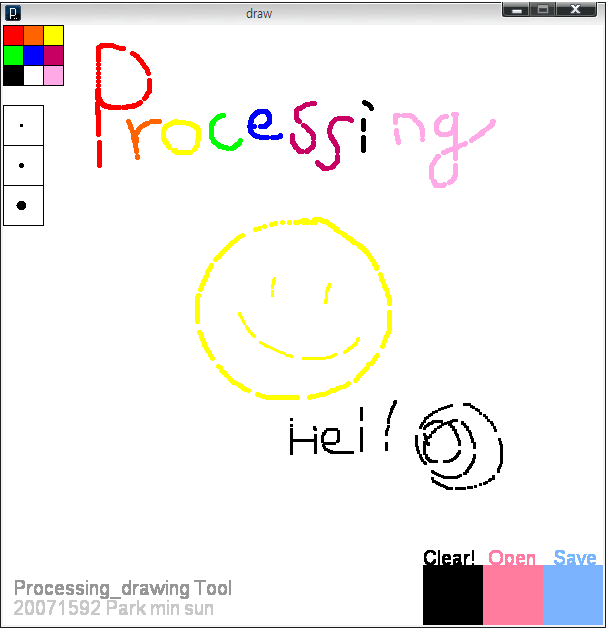 draw
Processing
Hel!
Clear! Open Save
Processing_drawing Tool
20071592 Park min sun